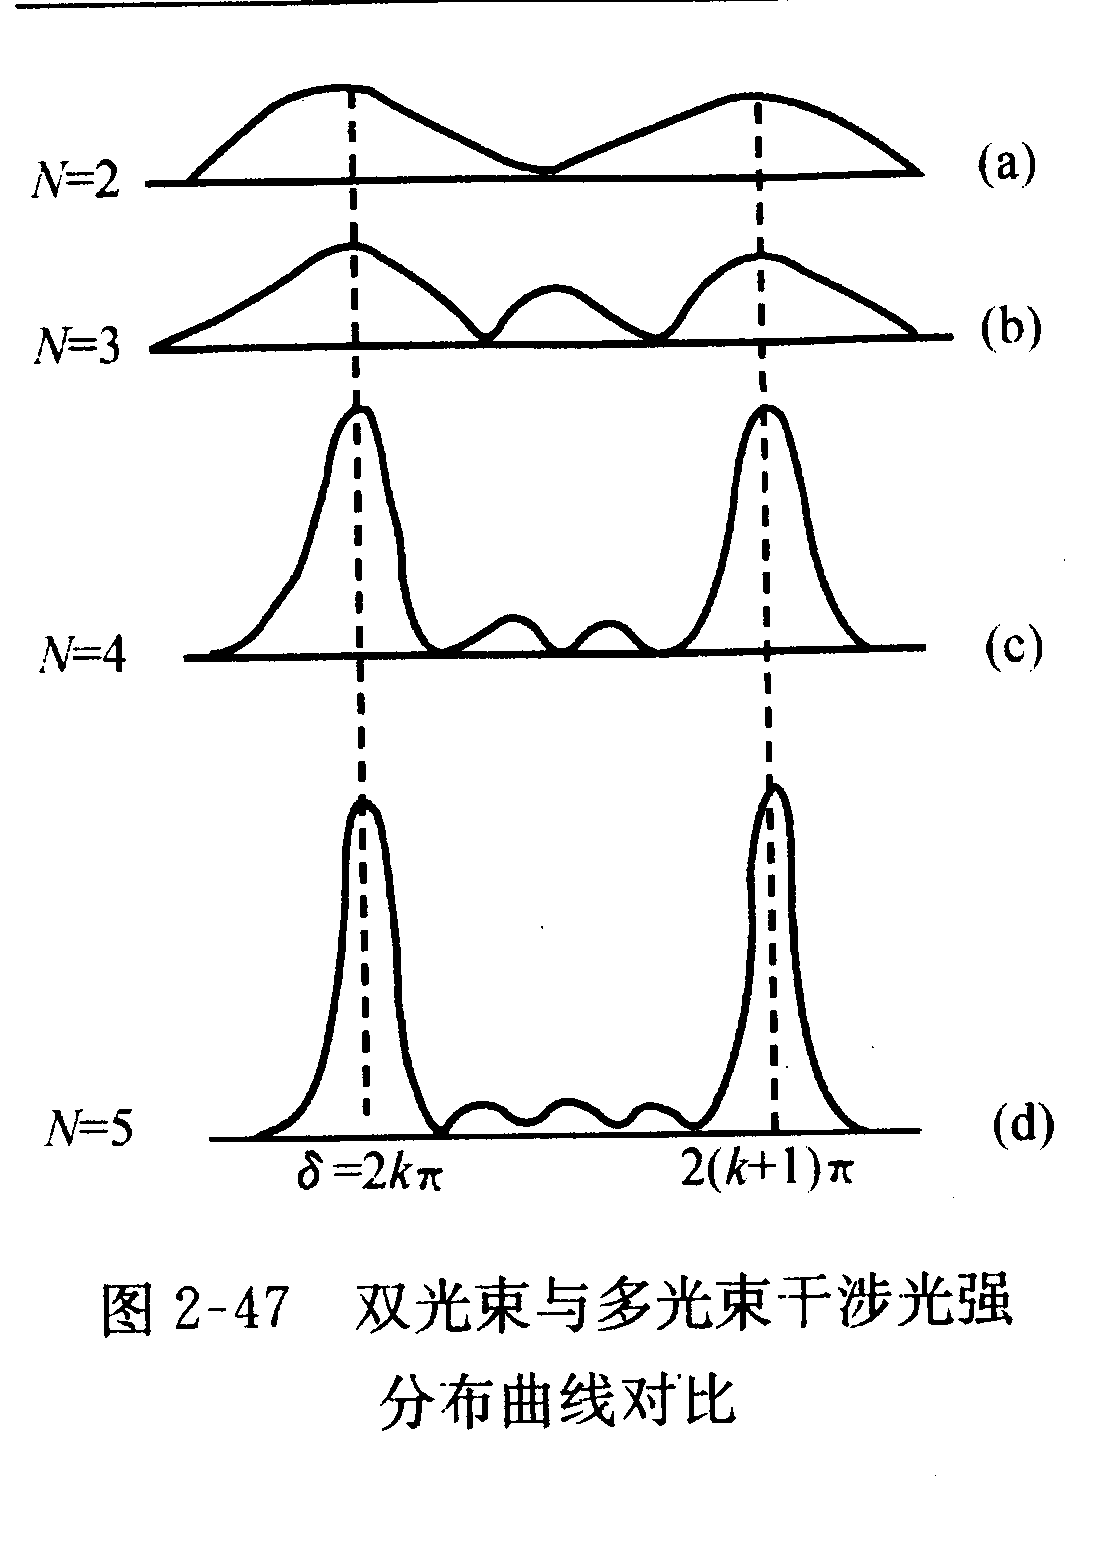 N=2 (a)
N=3 (b)
N=4 (c)
N=5 (d)
δ=2kπ 2(k+1)π
图 2-47 双光束与多光束干涉光强
分布曲线对比